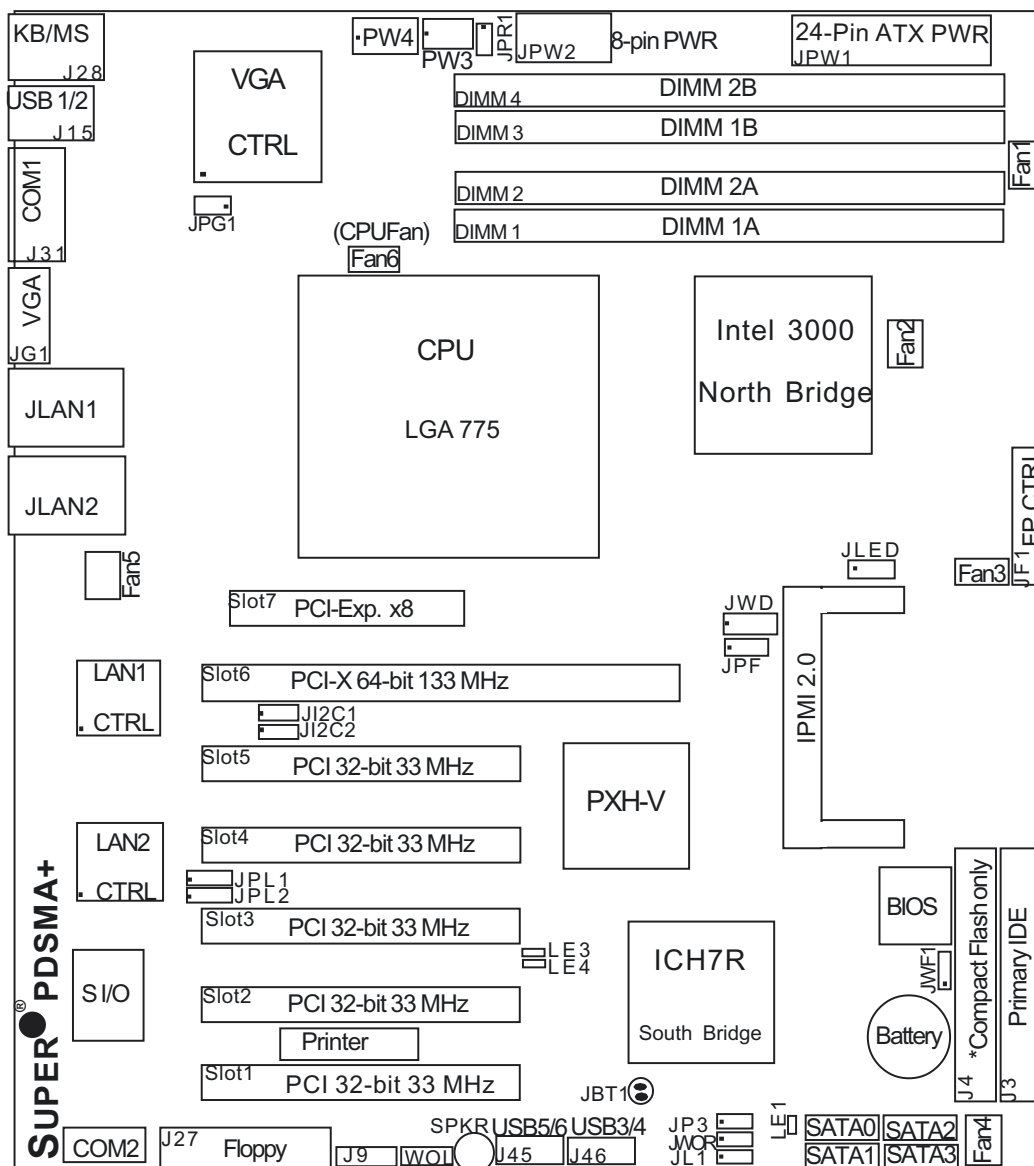 KB/MS
J28
USB 1/2
J15
COM1
J31
VGA
JG1
JLAN1
JLAN2
Fan5
VGA
CTRL
JPG1
PW4
PW3
JPR1
JPW2
8-pin PWR
24-Pin ATX PWR
JPW1
DIMM 4
DIMM 2B
DIMM 3
DIMM 1B
DIMM 2
DIMM 2A
DIMM 1
DIMM 1A
Fan1
(CPUFan)
Fan6
CPU
LGA 775
Intel 3000
North Bridge
Fan2
FP CTRL
JF1
JLED
Fan3
Slot7
PCI-Exp. x8
JWD
JPF
IPMI 2.0
LAN1
CTRL
Slot6
PCI-X 64-bit 133 MHz
JI2C1
JI2C2
Slot5
PCI 32-bit 33 MHz
PXH-V
LAN2
CTRL
Slot4
PCI 32-bit 33 MHz
JPL1
JPL2
Slot3
PCI 32-bit 33 MHz
LE3
LE4
BIOS
JWF1
*Compact Flash only
J4
Primary IDE
J3
SUPER® PDSMA+
S I/O
Slot2
PCI 32-bit 33 MHz
Printer
ICH7R
South Bridge
Battery
Slot1
PCI 32-bit 33 MHz
JBT1
COM2
J27
Floppy
J9
WOL
SPKR
USB5/6
J45
USB3/4
J46
JP3
JWOR
JL1
LE1
SATA0
SATA2
SATA1
SATA3
Fan4